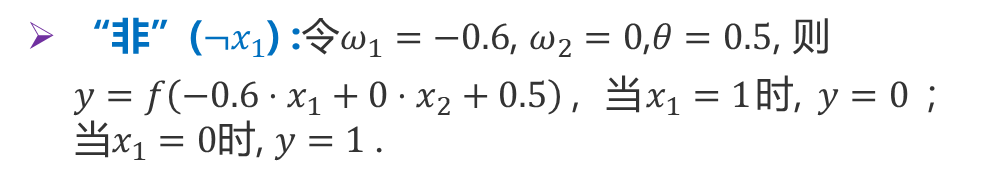 ➤ “非”(¬x₁) :令ω₁ = −0.6, ω₂ = 0,θ = 0.5, 则
y = f(−0.6 · x₁ + 0 · x₂ + 0.5) , 当x₁ = 1时, y = 0 ;
当x₁ = 0时, y = 1 .